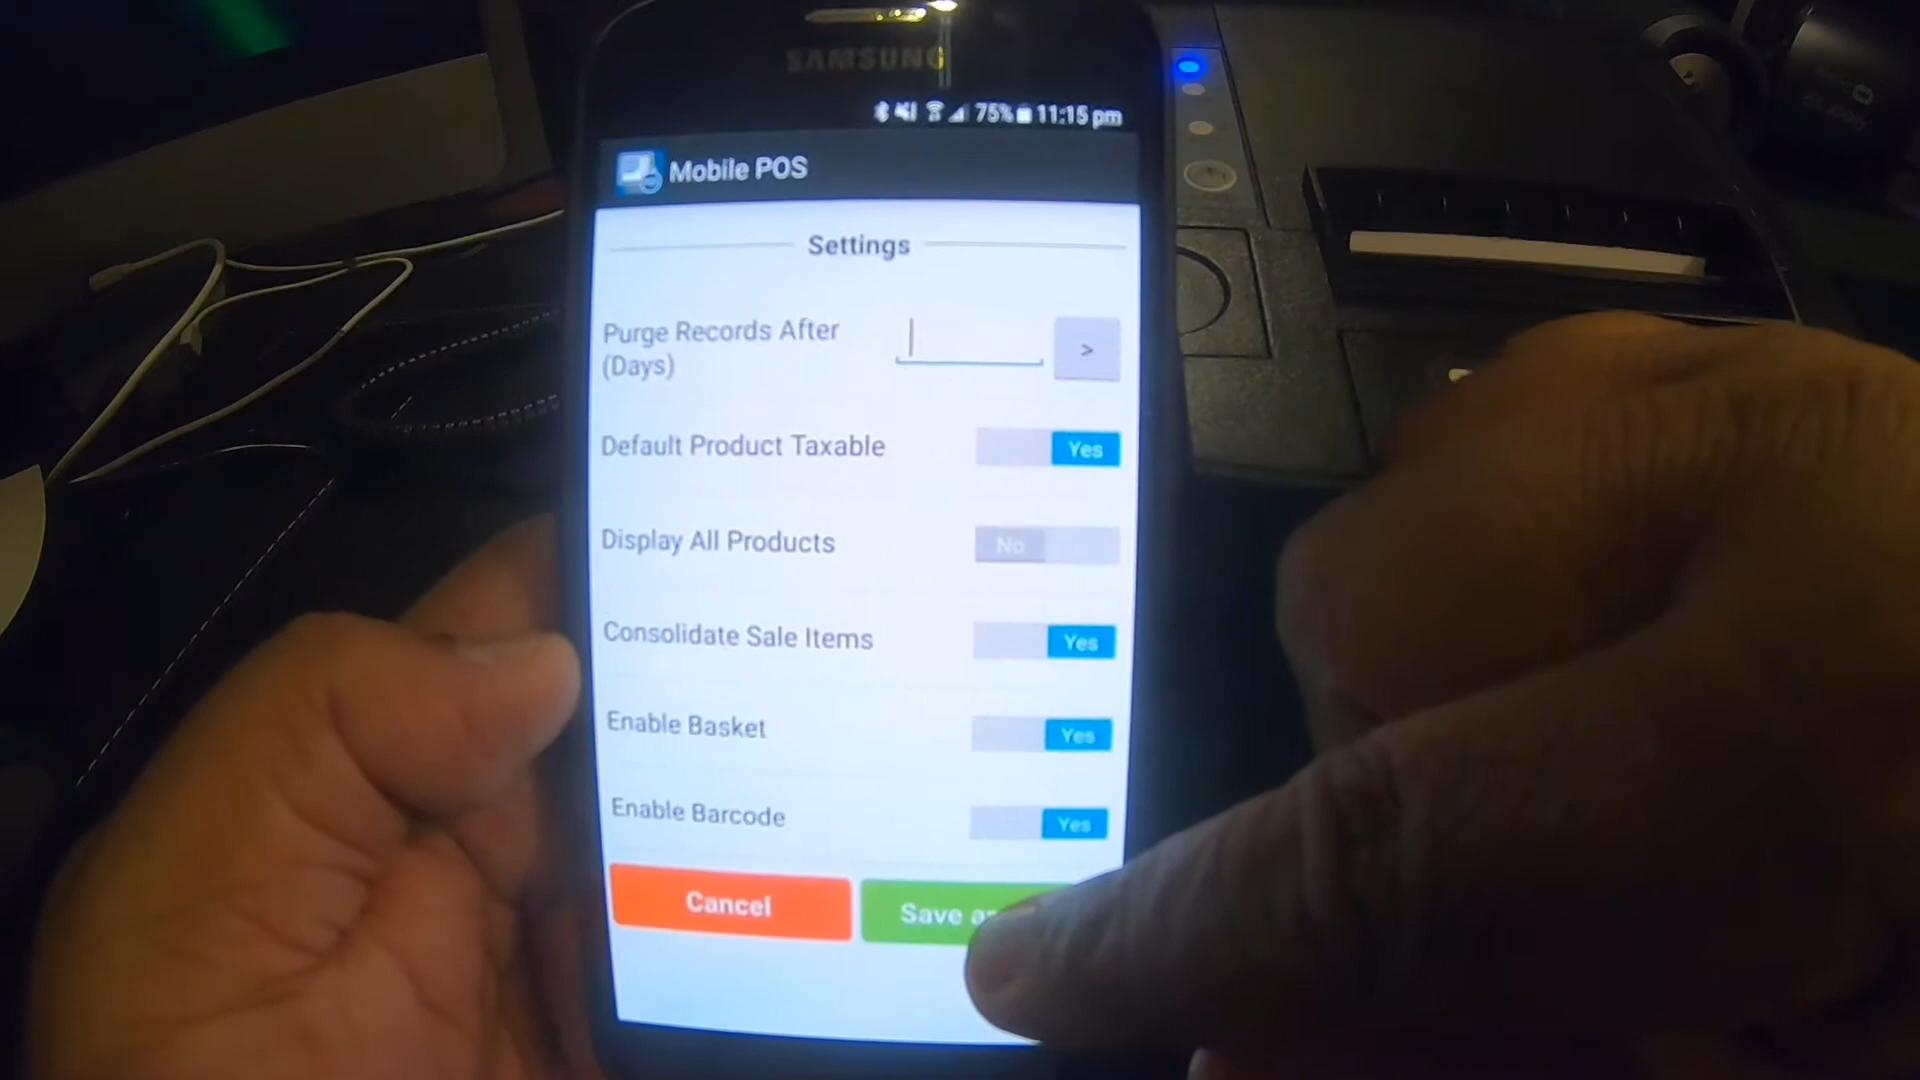 SAMSUNG
75% 11:15 pm
Mobile POS
Settings
Purge Records After
(Days)
>
Default Product Taxable
Yes
Display All Products
No
Consolidate Sale Items
Yes
Enable Basket
Yes
Enable Barcode
Yes
Cancel
Save